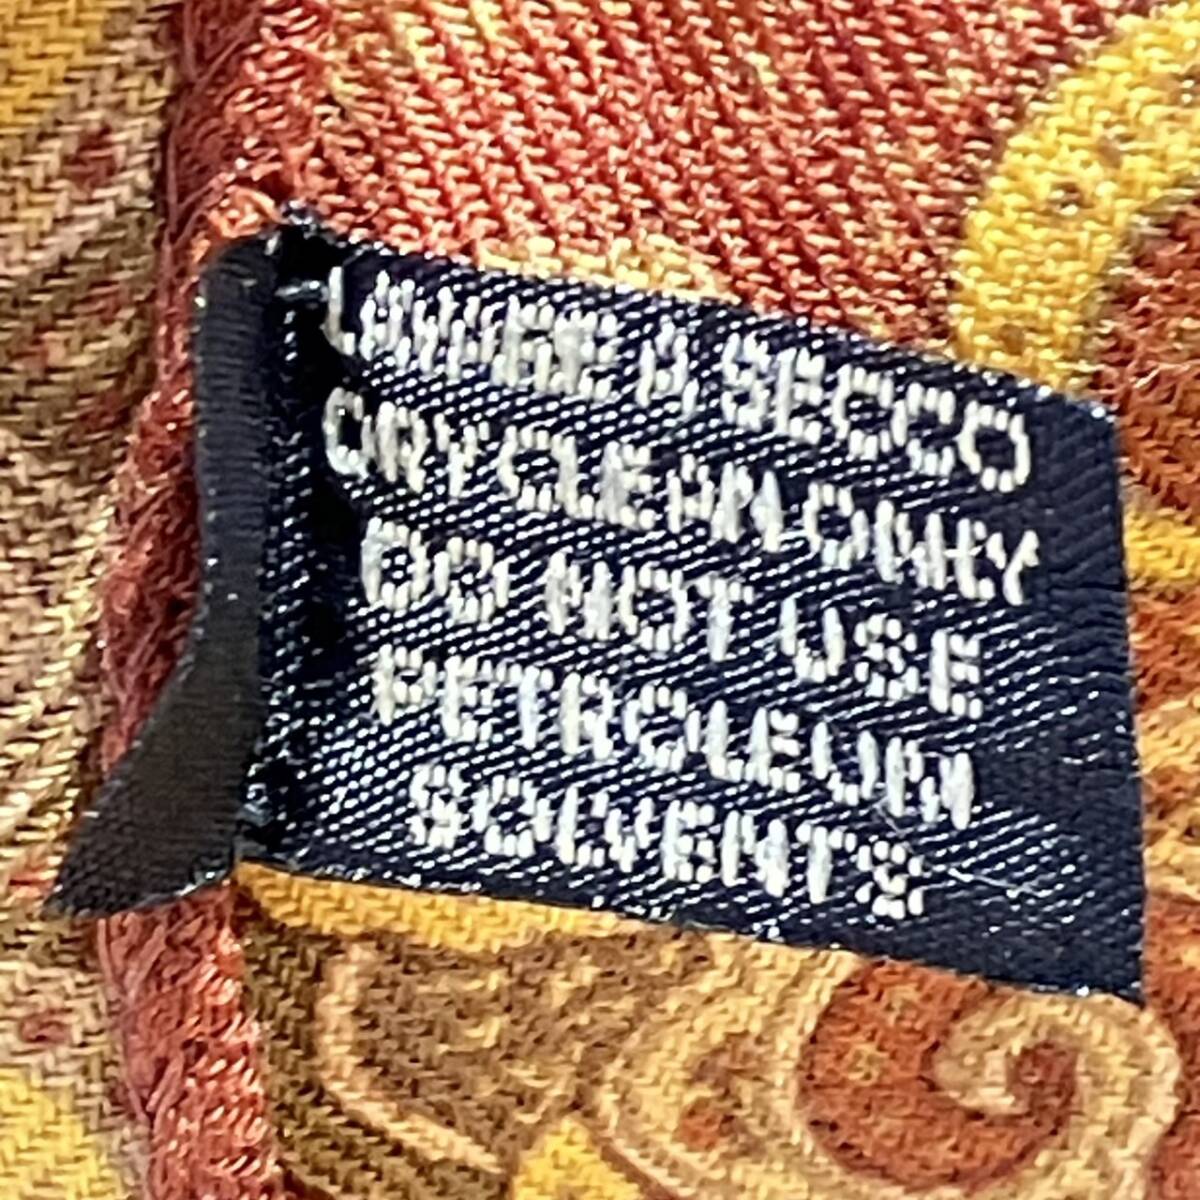 LAVARE A SECCO
DRY CLEAN ONLY
DO NOT USE
PETROLEUM
SOLVENTS